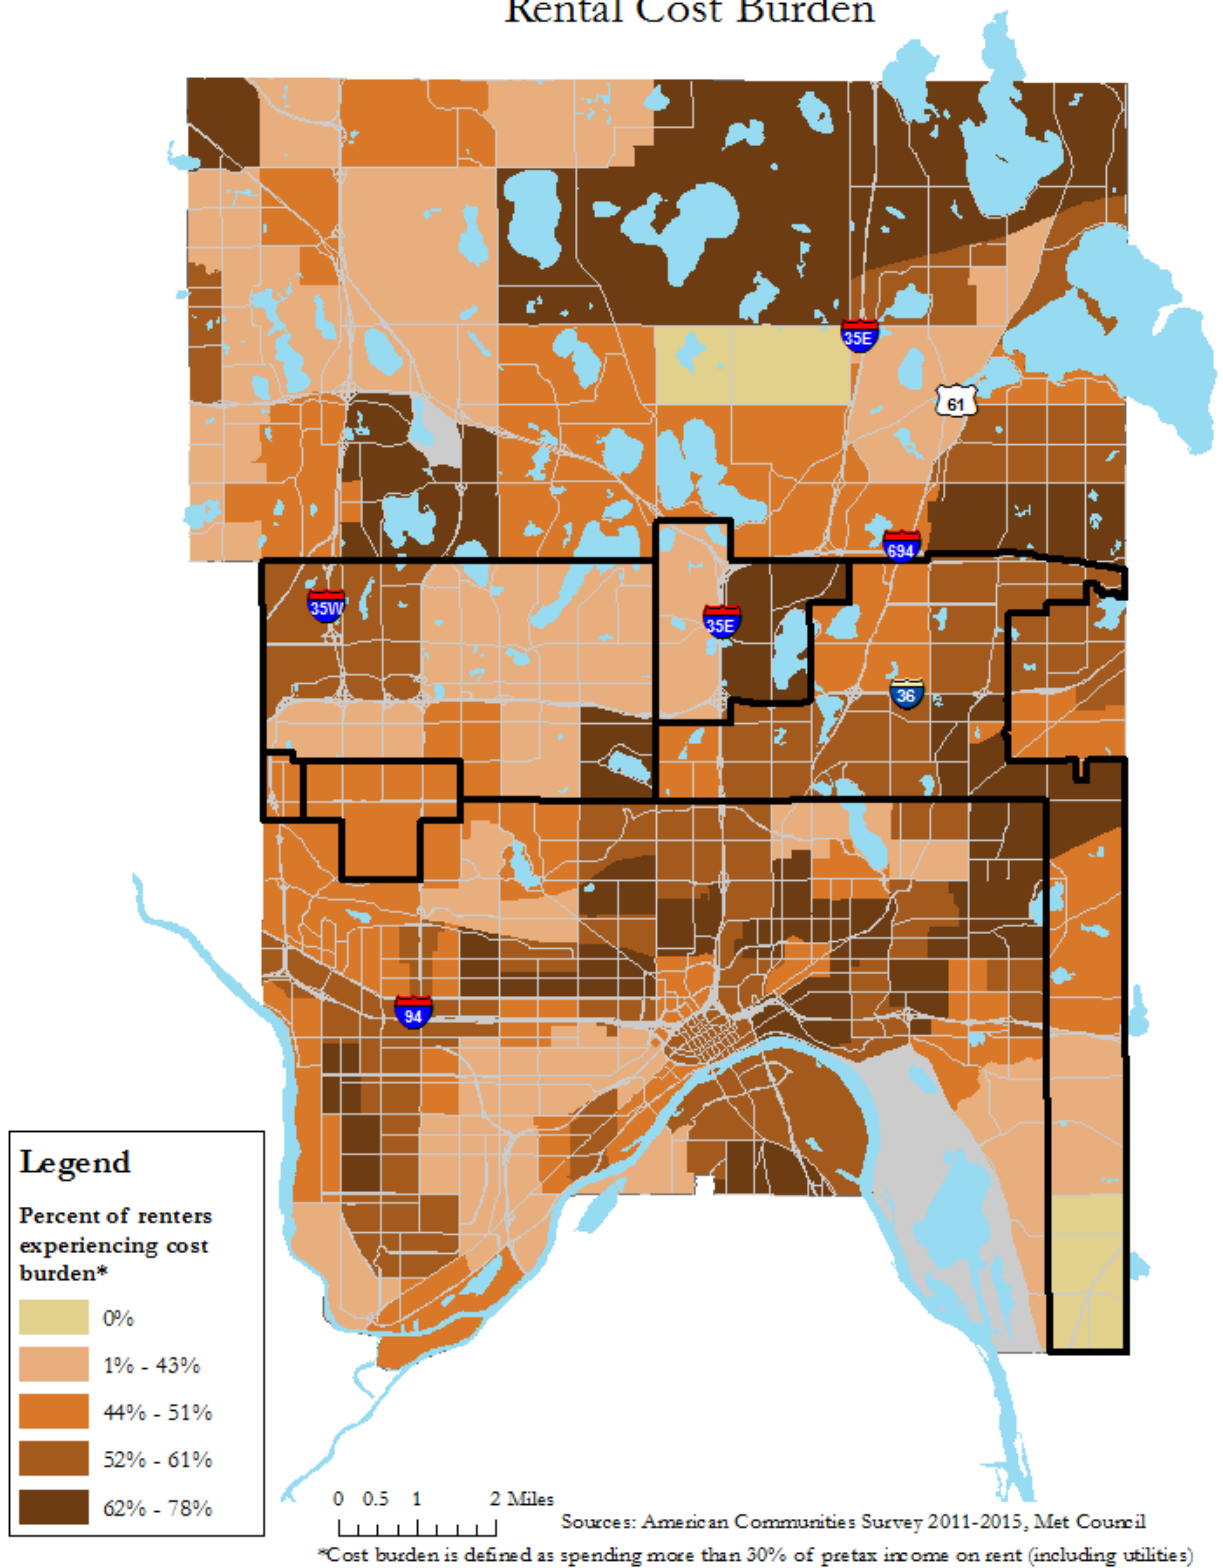 Rental Cost Burden
35E
61
694
35W
35E
36
94
Legend
Percent of renters
experiencing cost
burden*
0%
1% - 43%
44% - 51%
52% - 61%
62% - 78%
0 0.5 1 2 Miles
Sources: American Communities Survey 2011-2015, Met Council
*Cost burden is defined as spending more than 30% of pretax income on rent (including utilities)